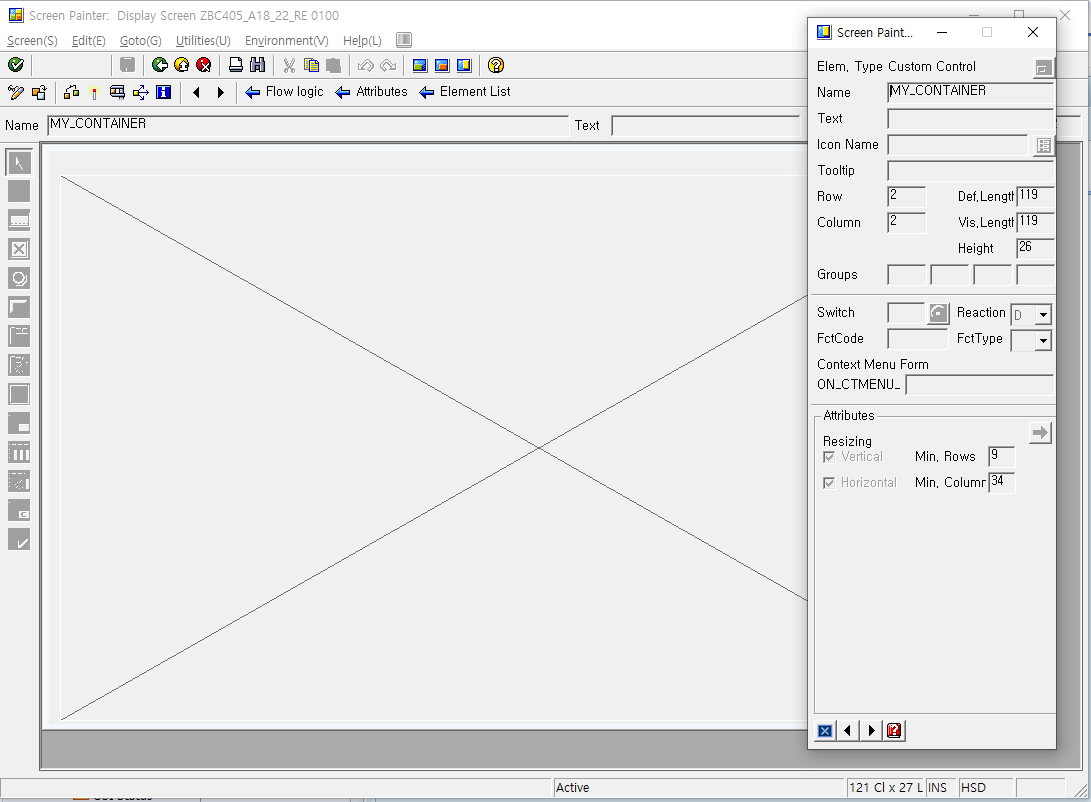 Screen Painter:  Display Screen ZBC405_A18_22_RE 0100
Screen(S) Edit(E) Goto(G) Utilities(U) Environment(V) Help(L)
Flow logic Attributes Element List
Name MY_CONTAINER Text
121 Cl x 27 L
Active INS HSD
Screen Paint...
Elem. Type Custom Control
Name MY_CONTAINER
Text
Icon Name
Tooltip
Row 2 Def.Length 119
Column 2 Vis.Length 119
Height 26
Groups
Switch Reaction D
FctCode FctType
Context Menu Form
ON_CTMENU_
Attributes
Resizing
Vertical Min. Rows 9
Horizontal Min. Columr 34